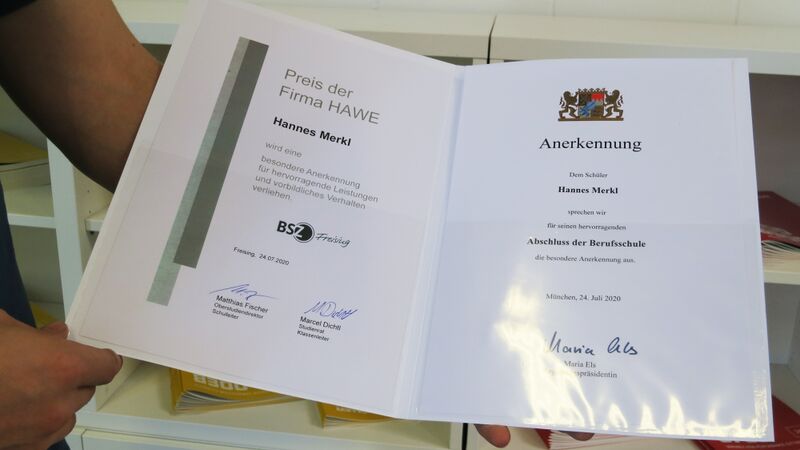 Preis der
Firma HAWE
Hannes Merkl
wird eine
besondere Anerkennung
für hervorragende Leistungen
und vorbildliches Verhalten
verliehen.
BSZ Freising
Freising, 24.07.2020
Matthias Fischer
Oberstudiendirektor
Schulleiter
Marcel Dichtl
Studienrat
Klassenleiter
Anerkennung
Dem Schüler
Hannes Merkl
sprechen wir
für seinen hervorragenden
Abschluss der Berufsschule
die besondere Anerkennung aus.
München, 24. Juli 2020
Maria Els
Maria Els